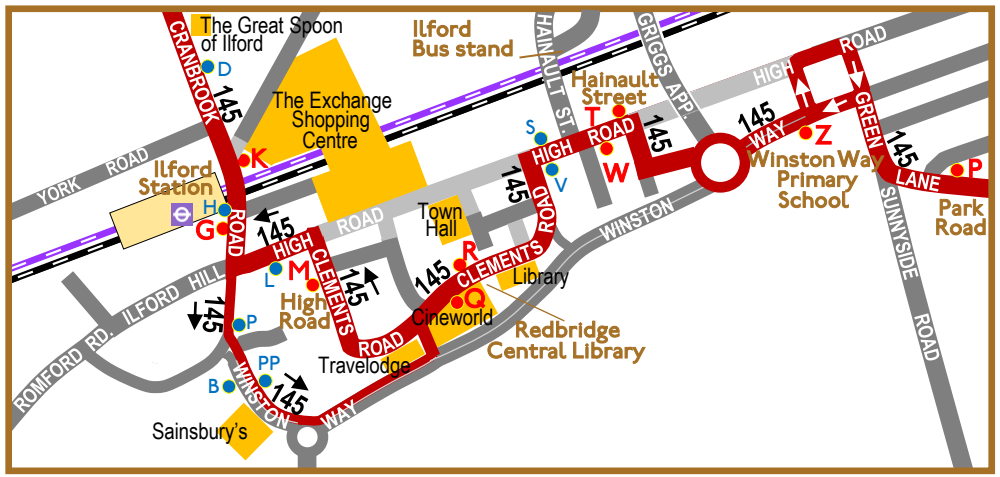 The Great Spoon
of Ilford
D
CRANBROOK
145
ROAD
YORK ROAD
The Exchange
Shopping
Centre
K
Ilford
Station
H
G
Ilford
Bus stand
HAINAULT ST.
GRIGGS APP.
Hainault
Street
T
S
HIGH ROAD
W
V
145
145
HIGH
ROAD
145
WAY
Z
Winston Way
Primary
School
GREEN
LANE
145
P
Park
Road
SUNNYSIDE
ROAD
WINSTON
Town
Hall
ROAD
145
HIGH
L
M
High
Road
CLEMENTS
ROAD
145
145
R
CLEMENTS
ROAD
Library
Q
Cineworld
Redbridge
Central Library
Travelodge
ROMFORD RD.
ILFORD HILL
145
P
PP
B
145
WINSTON
WAY
Sainsbury's